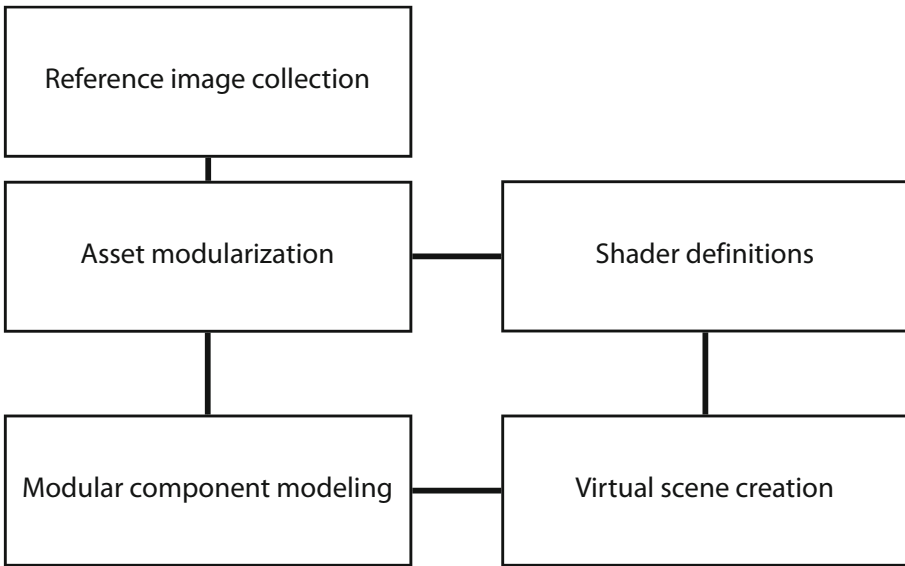 Reference image collection
Asset modularization
Shader definitions
Modular component modeling
Virtual scene creation